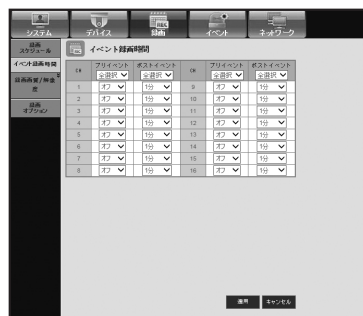 システム デバイス 録画 イベント ネットワーク
REC
録画
スケジュール
イベント録画時間
録画画質/解像
度
録画
オプション
REC イベント録画時間
CH プリイベント ポストイベント CH プリイベント ポストイベント
全選択 全選択 全選択 全選択
1 オフ 1分 9 オフ 1分
2 オフ 1分 10 オフ 1分
3 オフ 1分 11 オフ 1分
4 オフ 1分 12 オフ 1分
5 オフ 1分 13 オフ 1分
6 オフ 1分 14 オフ 1分
7 オフ 1分 15 オフ 1分
8 オフ 1分 16 オフ 1分
適用 キャンセル